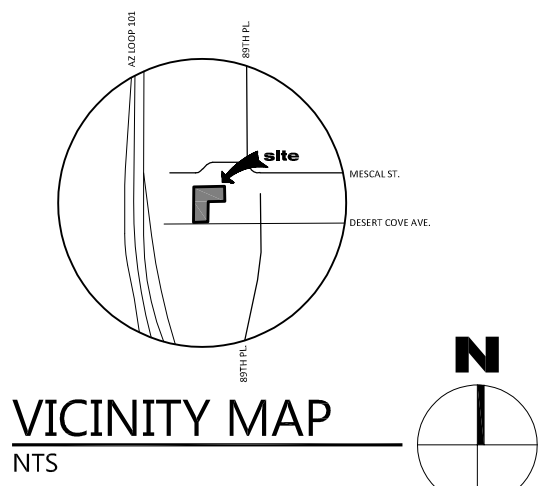 AZ LOOP 101
89TH PL.
site
MESCAL ST.
DESERT COVE AVE.
89TH PL.
N
VICINITY MAP
NTS